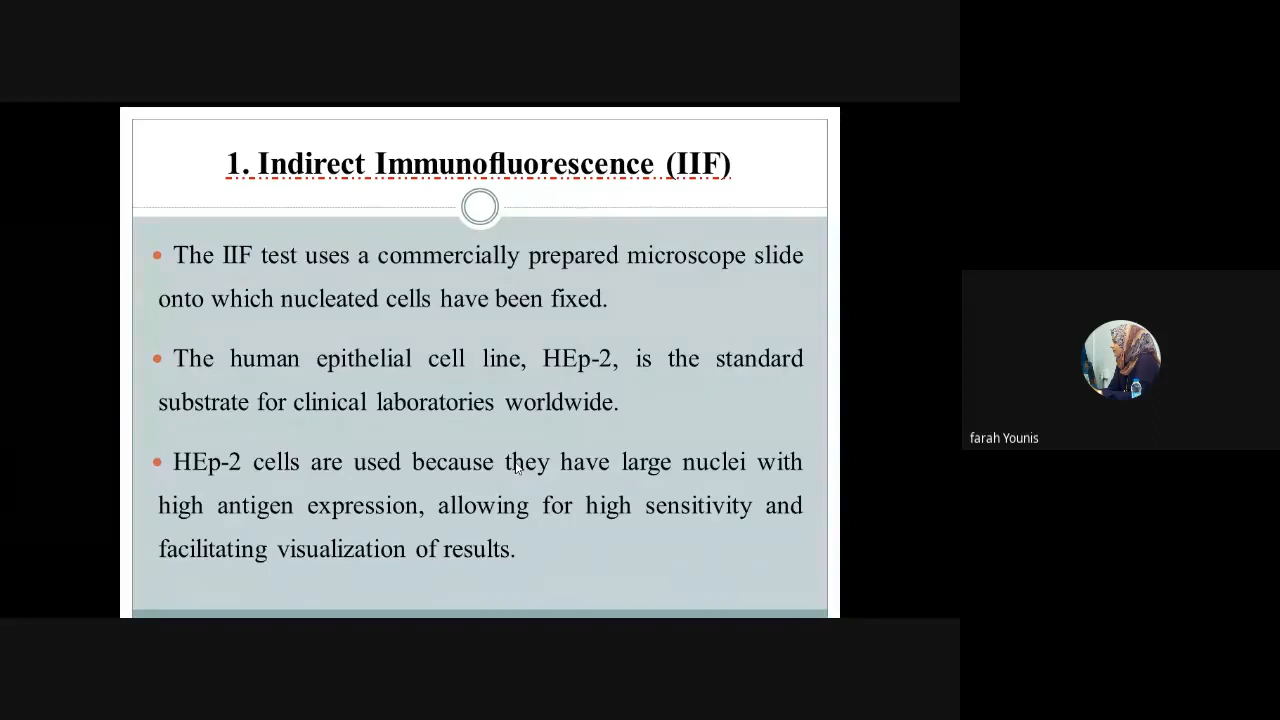 1. Indirect Immunofluorescence (IIF)
• The IIF test uses a commercially prepared microscope slide
onto which nucleated cells have been fixed.
• The human epithelial cell line, HEp-2, is the standard
substrate for clinical laboratories worldwide.
• HEp-2 cells are used because they have large nuclei with
high antigen expression, allowing for high sensitivity and
facilitating visualization of results.
farah Younis